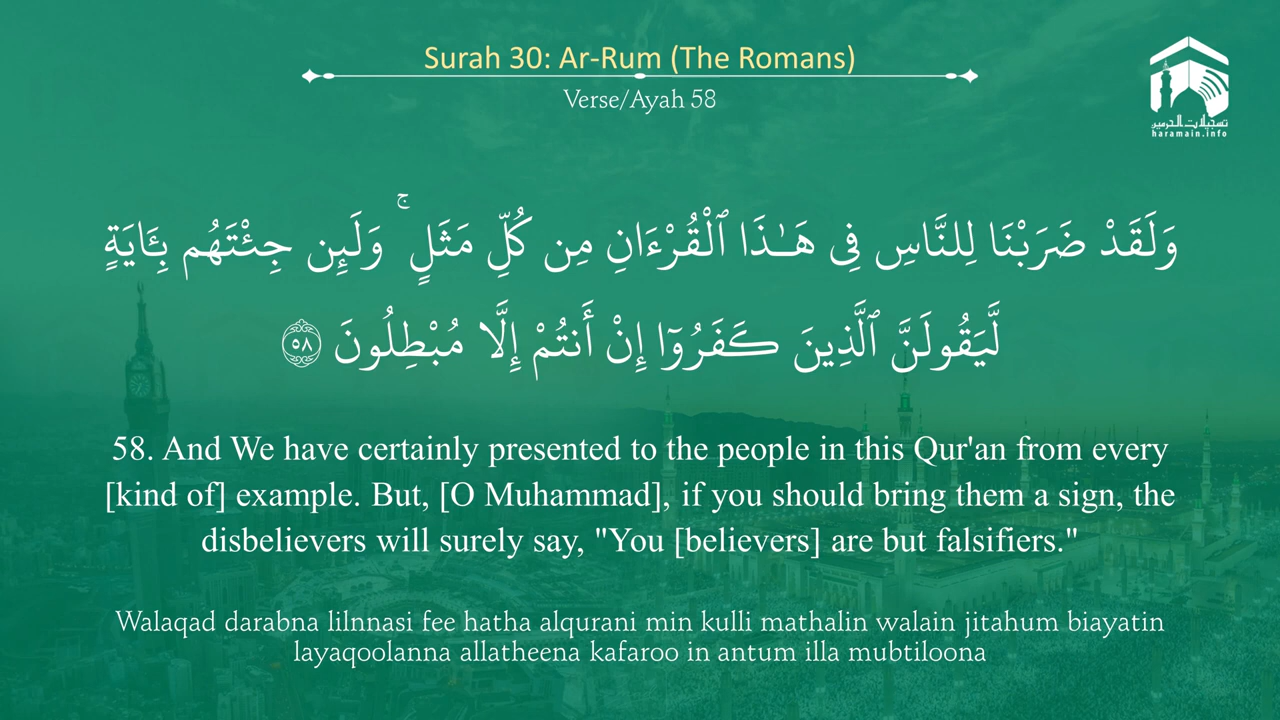 Surah 30: Ar-Rum (The Romans)
Verse/Ayah 58
تسجيلات الحرمين
haramain.info
وَلَقَدْ ضَرَبْنَا لِلنَّاسِ فِى هَـٰذَا ٱلْقُرْءَانِ مِن كُلِّ مَثَلٍ ۚ وَلَئِن جِئْتَهُم بِـَٔايَةٍ
لَّيَقُولَنَّ ٱلَّذِينَ كَفَرُوٓا۟ إِنْ أَنتُمْ إِلَّا مُبْطِلُونَ ٥٨
58. And We have certainly presented to the people in this Qur'an from every
[kind of] example. But, [O Muhammad], if you should bring them a sign, the
disbelievers will surely say, "You [believers] are but falsifiers."
Walaqad darabna lilnnasi fee hatha alqurani min kulli mathalin walain jitahum biayatin
layaqoolanna allatheena kafaroo in antum illa mubtiloona